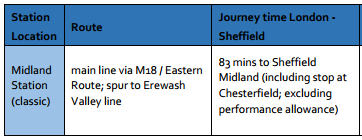 Station
Location
Route
Journey time London -
Sheffield
Midland
Station
(classic)
main line via M18 / Eastern
Route; spur to Erewash
Valley line
83 mins to Sheffield
Midland (including stop at
Chesterfield; excluding
performance allowance)